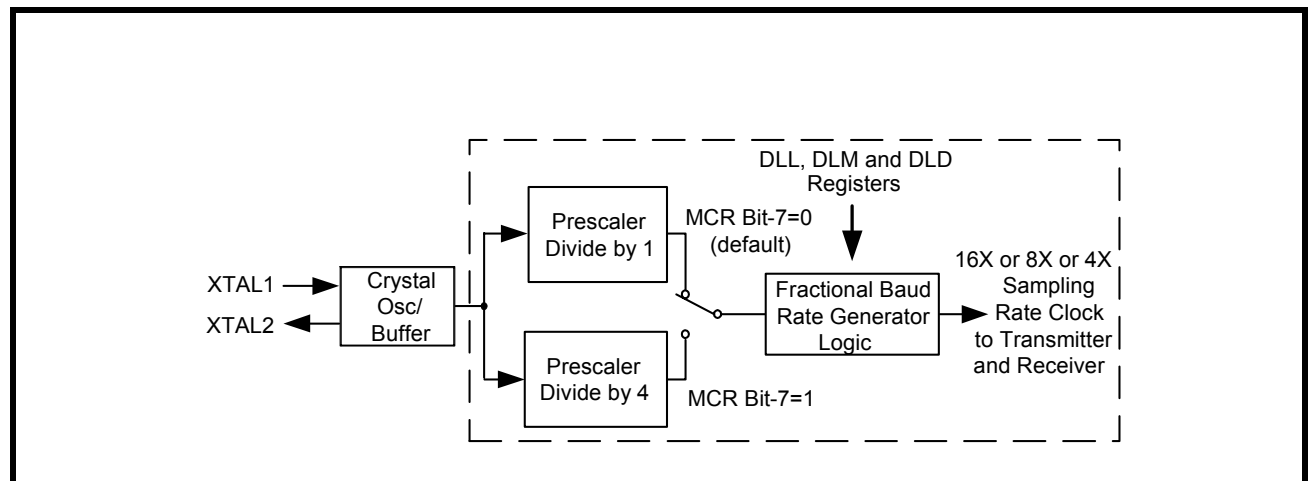 XTAL1
XTAL2
Crystal
Osc/
Buffer
Prescaler
Divide by 1
Prescaler
Divide by 4
MCR Bit-7=0
(default)
MCR Bit-7=1
DLL, DLM and DLD
Registers
Fractional Baud
Rate Generator
Logic
16X or 8X or 4X
Sampling
Rate Clock
to Transmitter
and Receiver